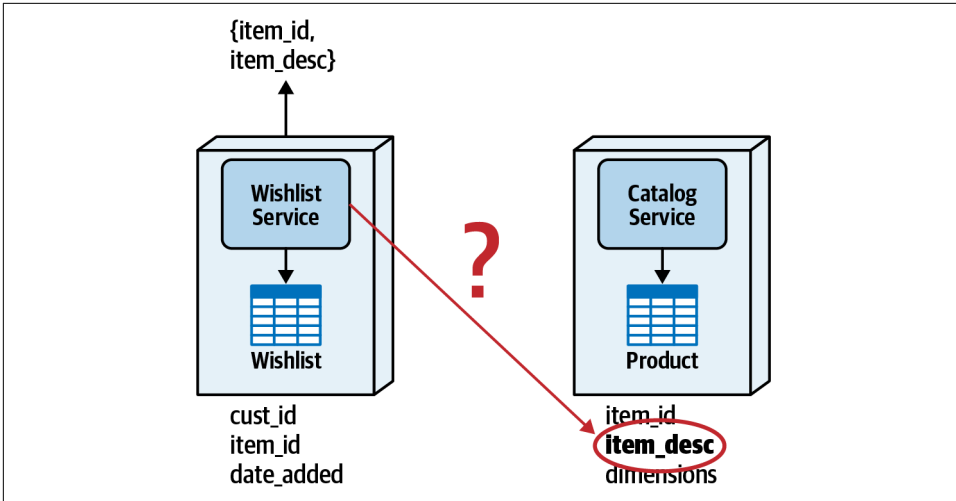 {item_id,
item_desc}
Wishlist
Service
Wishlist
cust_id
item_id
date_added
?
Catalog
Service
Product
item_id
item_desc
dimensions